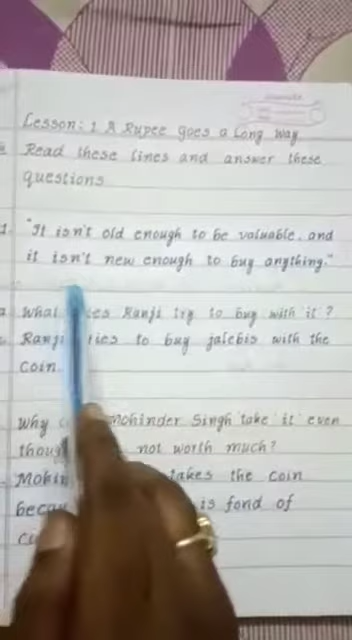 Lesson: 1 A Rupee goes a long way
Read these lines and answer these
questions
1. "It isn't old enough to be valuable, and
it isn't new enough to buy anything."
a. What Ranji try to buy with it?
Ranji to buy jalebis with the
coin.
Why Mohinder Singh take it even
not worth much?
takes the coin
is fond of